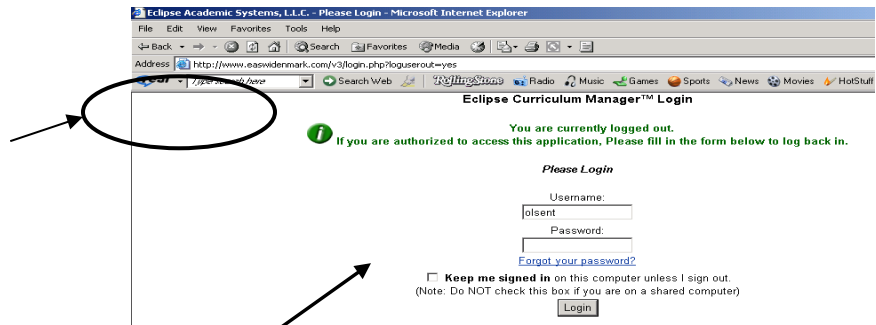 Eclipse Academic Systems, L.L.C. - Please Login - Microsoft Internet Explorer
File Edit View Favorites Tools Help
Back Search Favorites Media
Address http://www.easwidenmark.com/v3/login.php?loguserout=yes
Type search here Search Web RollingStone Radio Music Games Sports News Movies HotStuff
Eclipse Curriculum Manager™ Login
You are currently logged out.
If you are authorized to access this application, Please fill in the form below to log back in.
Please Login
Username:
olsent
Password:
Forgot your password?
Keep me signed in on this computer unless I sign out.
(Note: Do NOT check this box if you are on a shared computer)
Login